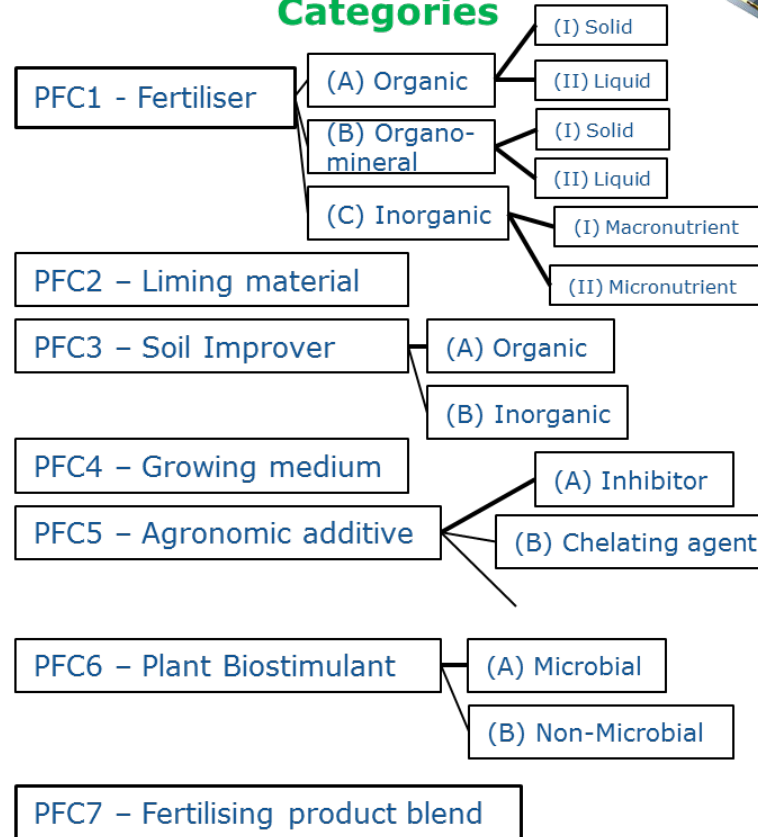 Categories
PFC1 - Fertiliser
(A) Organic
(I) Solid
(II) Liquid
(B) Organo-
mineral
(I) Solid
(II) Liquid
(C) Inorganic
(I) Macronutrient
(II) Micronutrient
PFC2 – Liming material
PFC3 – Soil Improver
(A) Organic
(B) Inorganic
PFC4 – Growing medium
PFC5 – Agronomic additive
(A) Inhibitor
(B) Chelating agent
PFC6 – Plant Biostimulant
(A) Microbial
(B) Non-Microbial
PFC7 – Fertilising product blend